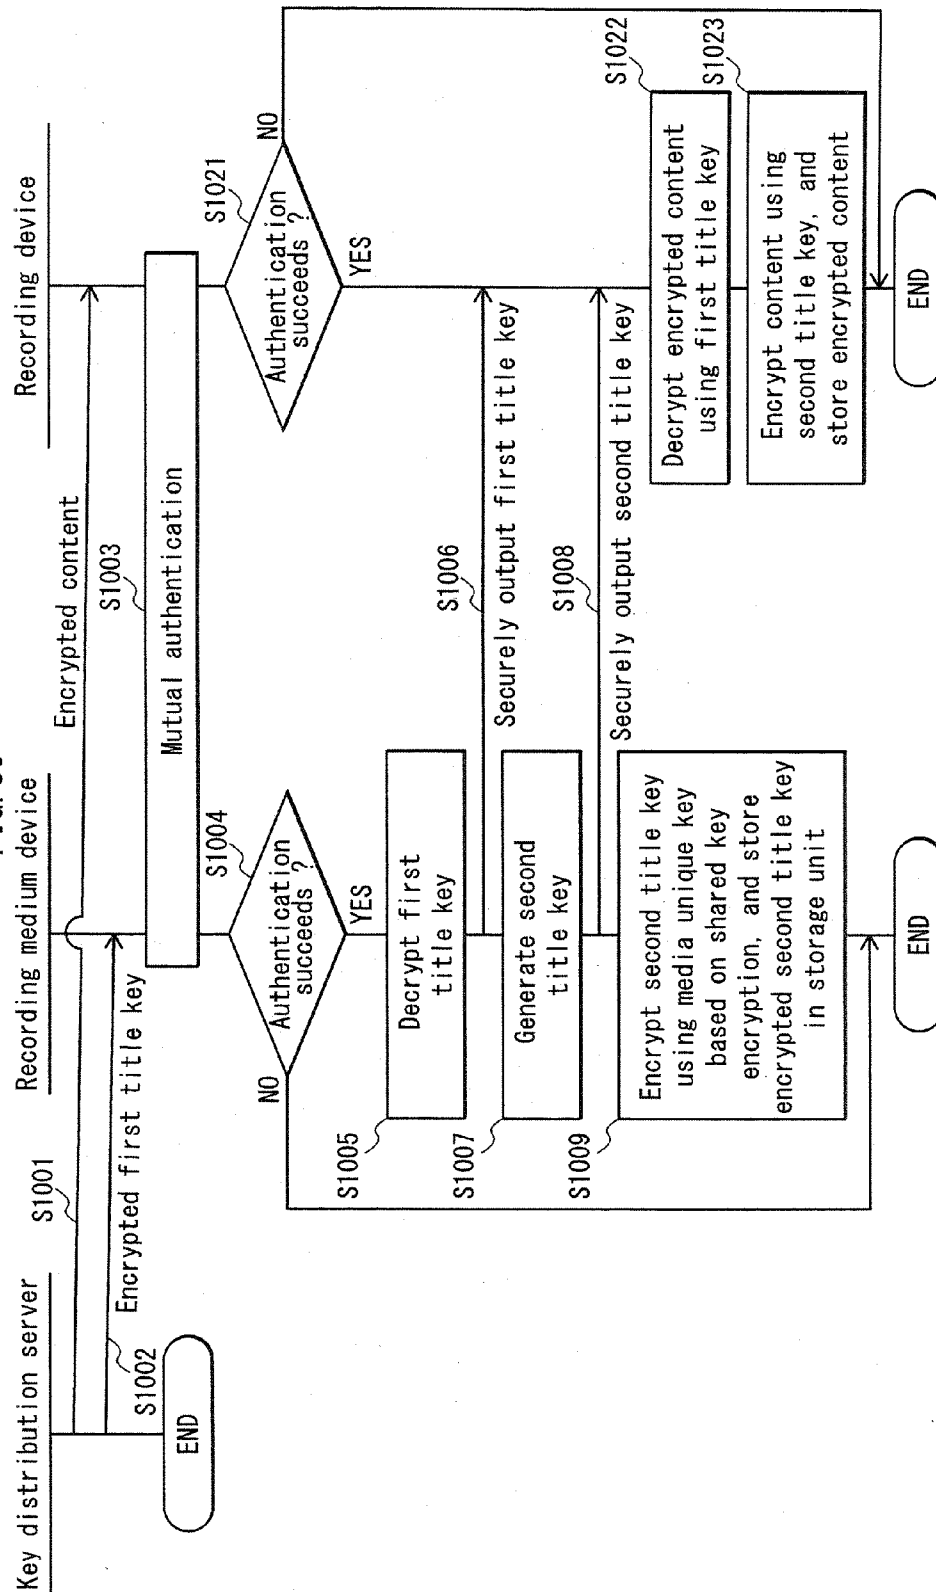 Key distribution server
Recording medium device
Recording device
S1001
Encrypted content
S1002
Encrypted first title key
END
S1003
Mutual authentication
S1004
Authentication
succeeds ?
NO
YES
S1021
Authentication
succeeds ?
NO
YES
S1005
Decrypt first
title key
S1006
Securely output first title key
S1007
Generate second
title key
S1008
Securely output second title key
S1009
Encrypt second title key
using media unique key
based on shared key
encryption, and store
encrypted second title key
in storage unit
S1022
Decrypt encrypted content
using first title key
S1023
Encrypt content using
second title key, and
store encrypted content
END
END